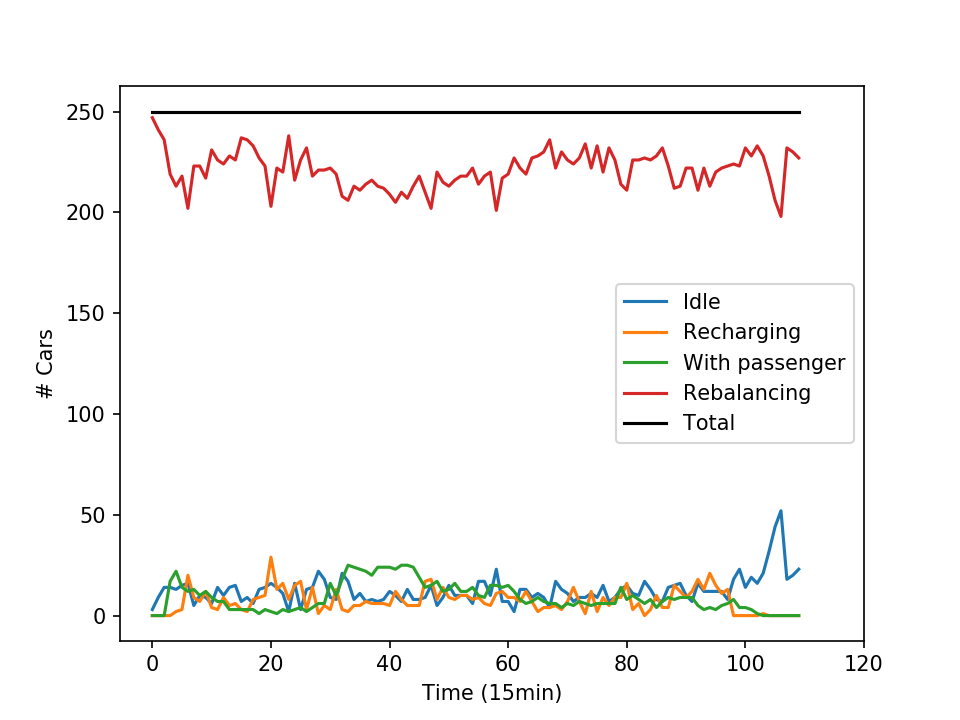 250
200
150
100
50
0
# Cars
Idle
Recharging
With passenger
Rebalancing
Total
0 20 40 60 80 100 120
Time (15min)